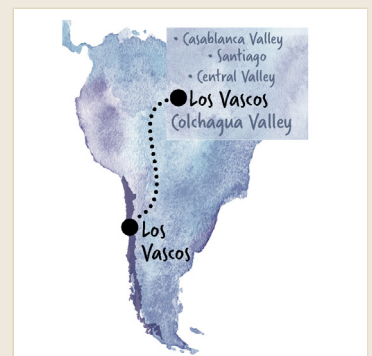 • Casablanca Valley
• Santiago
• Central Valley
Los Vascos
Colchagua Valley
Los
Vascos